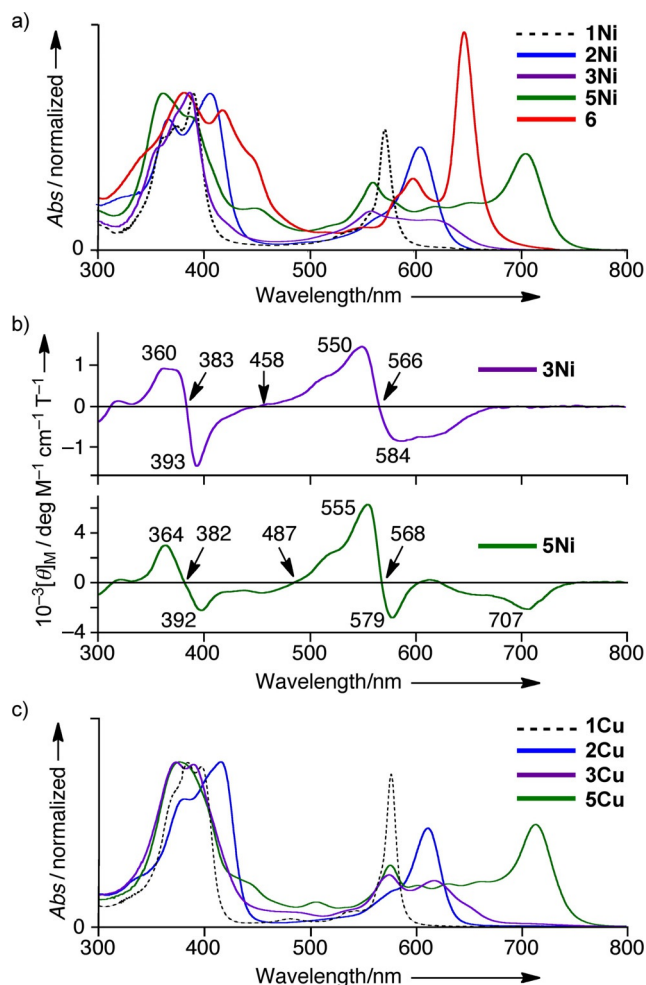 a)
Abs / normalized
1Ni
2Ni
3Ni
5Ni
6
0
300 400 500 600 700 800
Wavelength/nm
b)
10⁻³[θ]M / deg M⁻¹ cm⁻¹ T⁻¹
1
0
−1
360 383 458 550 566
393 584
3Ni
4
0
−4
364 382 487 555 568
392 579 707
5Ni
300 400 500 600 700 800
Wavelength/nm
c)
Abs / normalized
1Cu
2Cu
3Cu
5Cu
0
300 400 500 600 700 800
Wavelength/nm